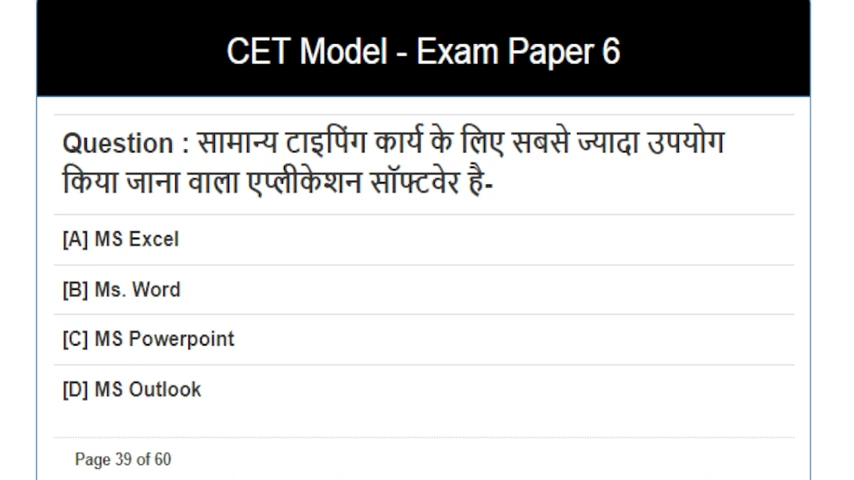 CET Model - Exam Paper 6
Question : सामान्य टाइपिंग कार्य के लिए सबसे ज्यादा उपयोग
किया जाना वाला एप्लीकेशन सॉफ्टवेर है-
[A] MS Excel
[B] Ms. Word
[C] MS Powerpoint
[D] MS Outlook
Page 39 of 60